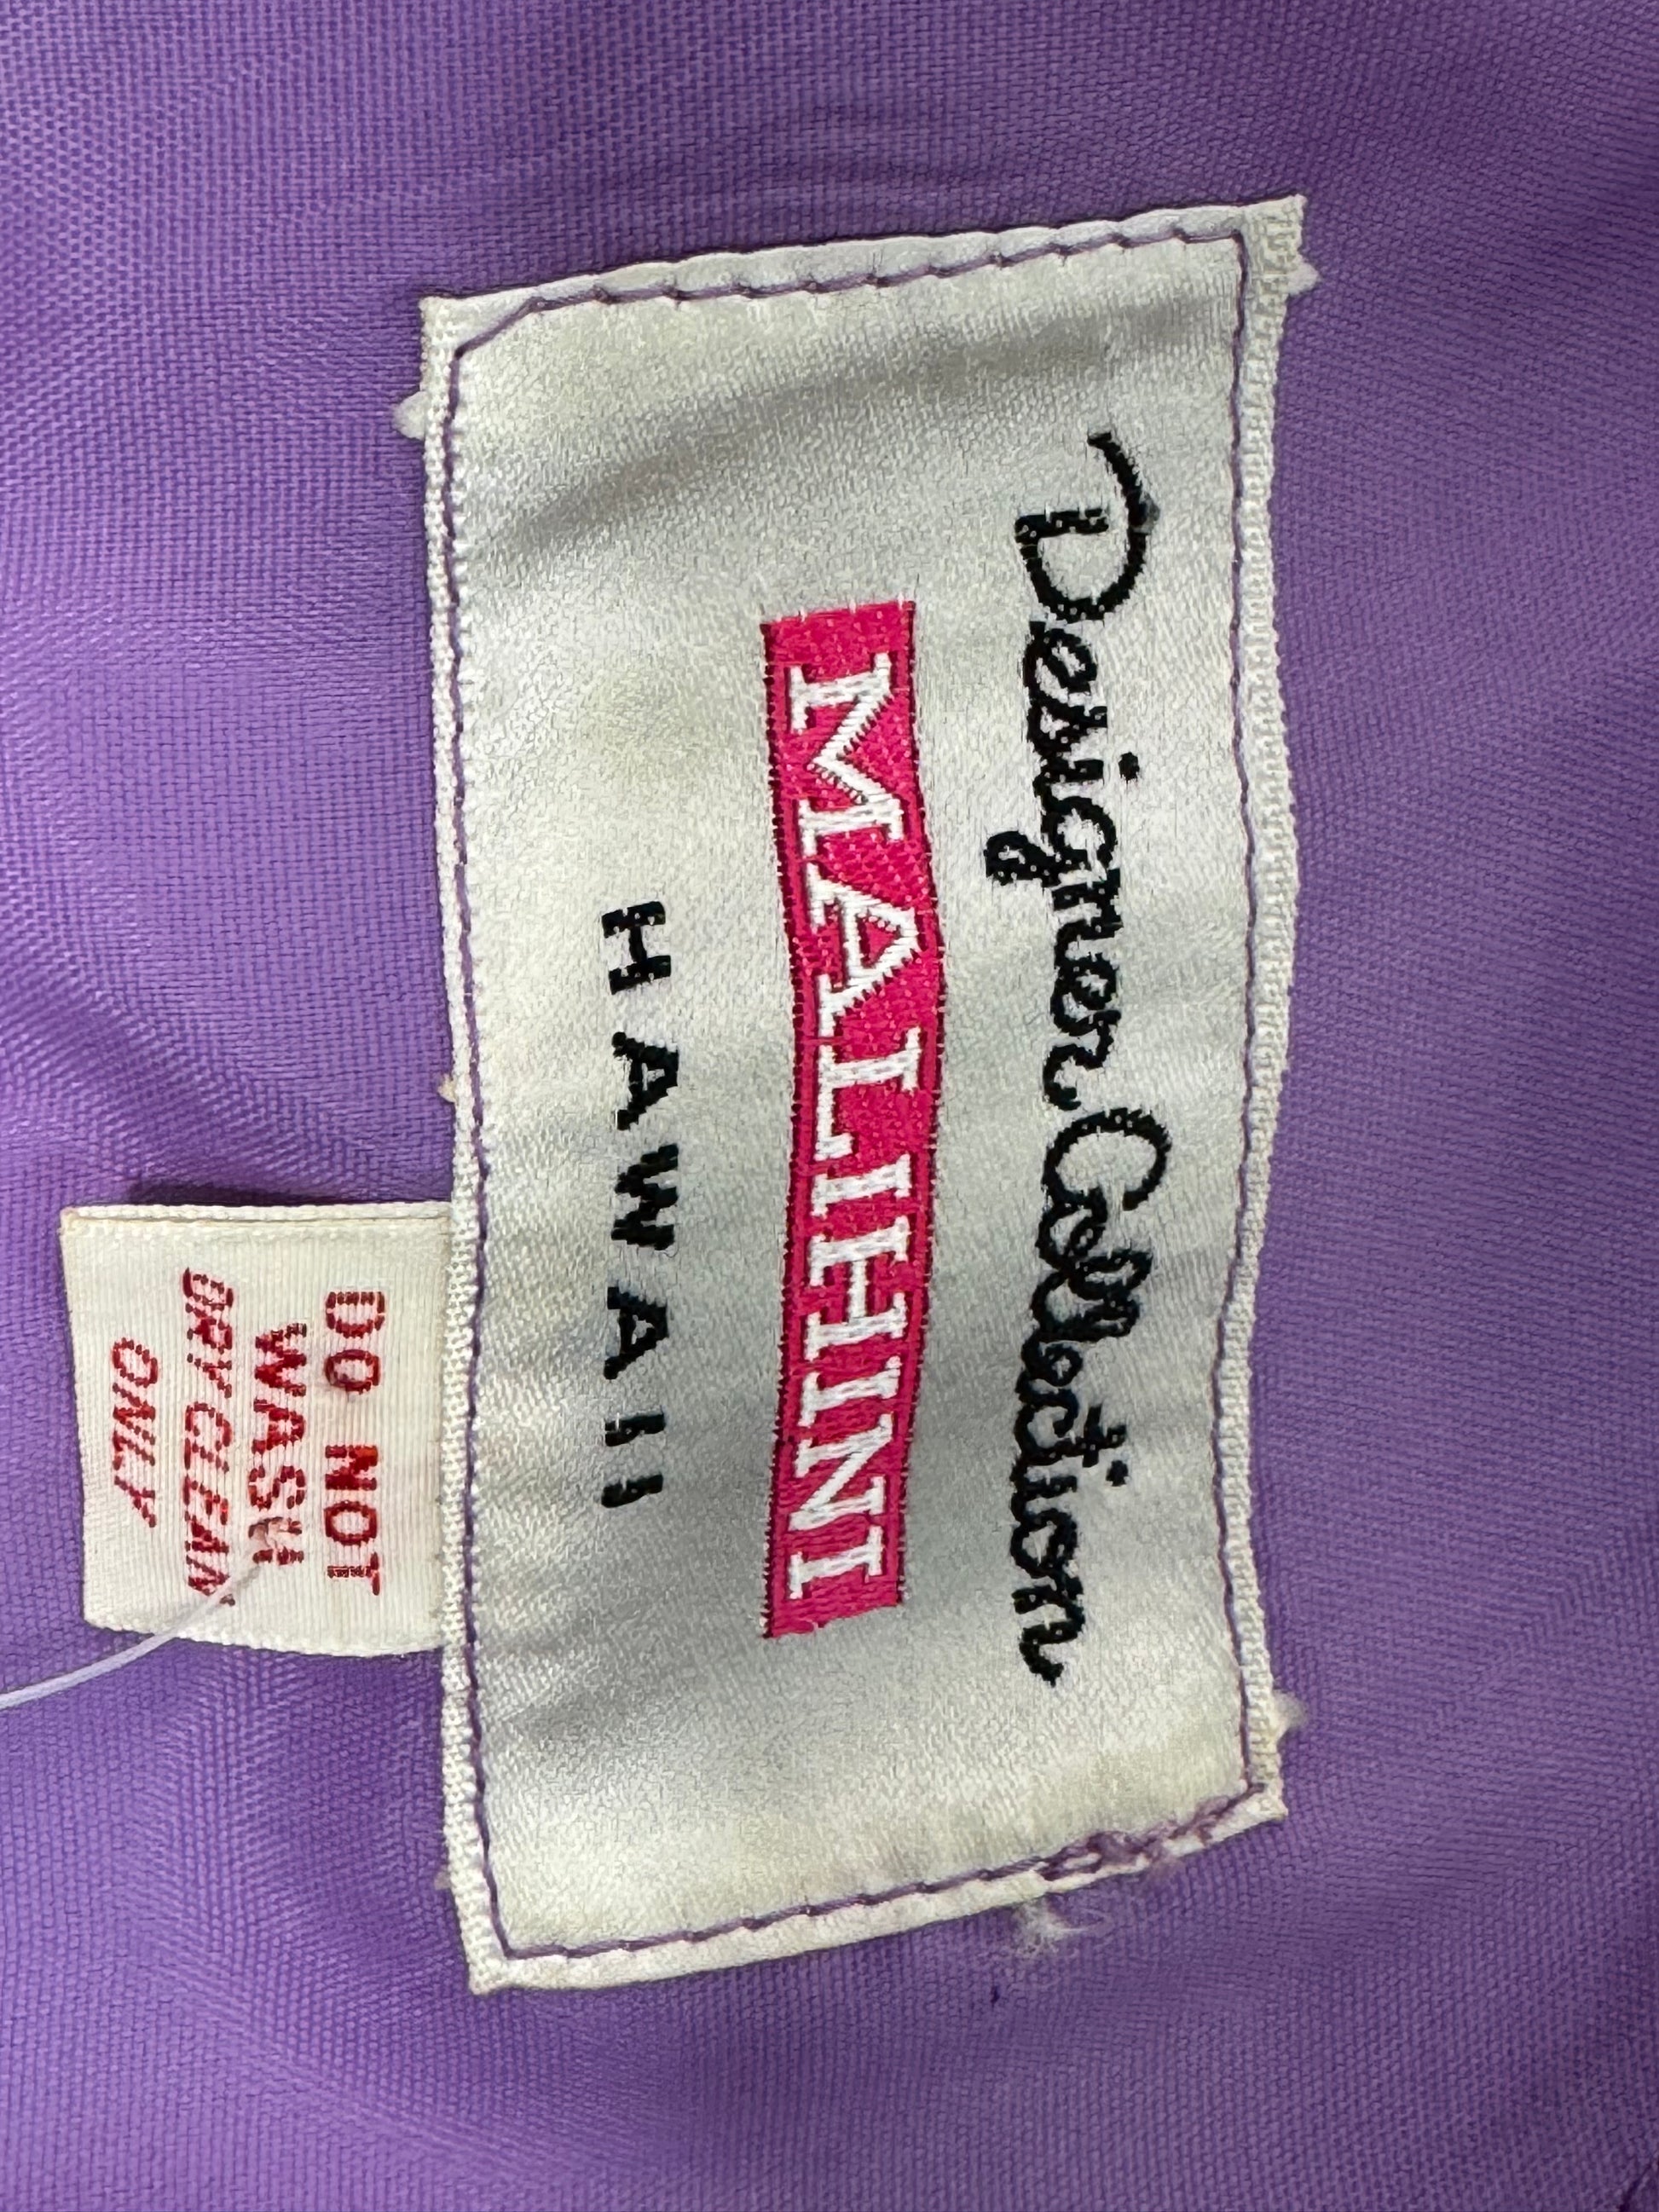 Designer Collection
MALIHINI
HAWAII
DO NOT
WASH
DRY CLEAN
ONLY